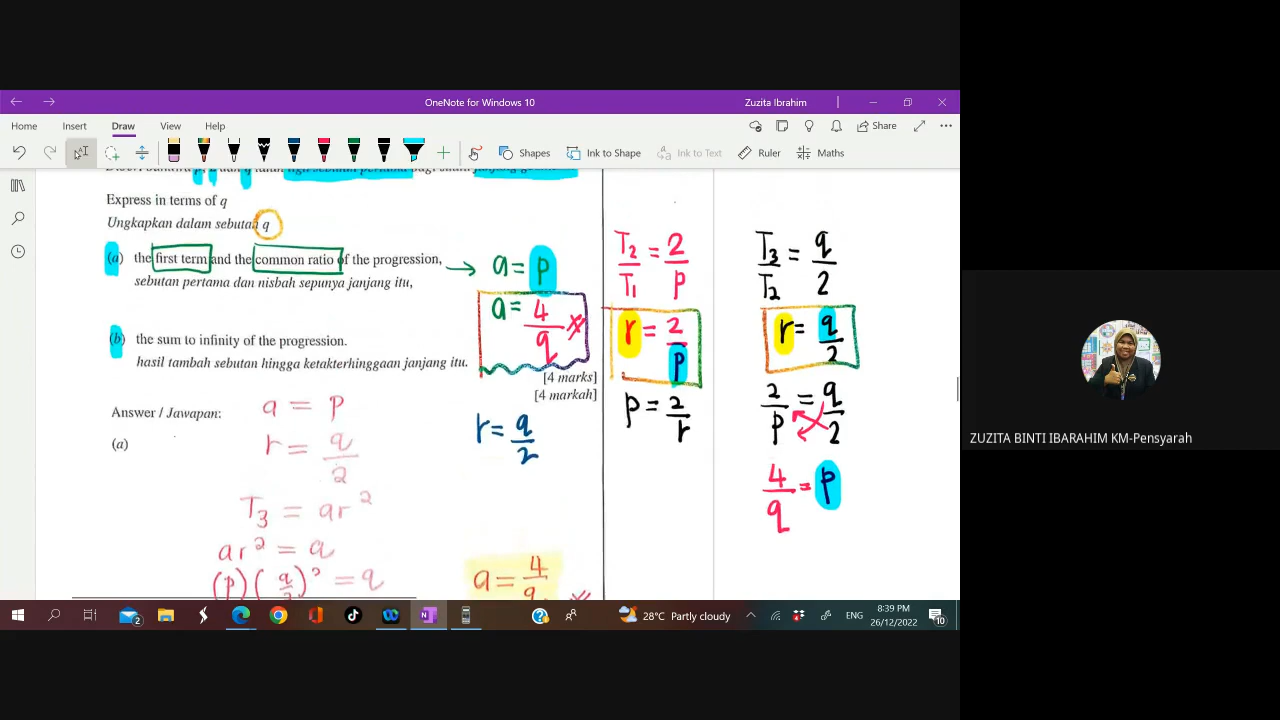 OneNote for Windows 10
Zuzita Ibrahim
Home Insert Draw View Help
Share
Shapes Ink to Shape Ink to Text Ruler Maths
Express in terms of q
Ungkapkan dalam sebutan q
(a) the first term and the common ratio of the progression,
sebutan pertama dan nisbah sepunya janjang itu,
(b) the sum to infinity of the progression.
hasil tambah sebutan hingga ketakterhinggaan janjang itu.
[4 marks]
[4 markah]
Answer / Jawapan:
(a)
a = p
r = q/2
T3 = ar²
ar² = q
(p)(q/2)² = q
a = p
a = 4/q
r = q/2
a = 4/q
T2/T1 = 2/p
r = 2/p
p = 2/r
T3/T2 = q/2
r = q/2
2/p = q/2
4/q = p
ZUZITA BINTI IBARAHIM KM-Pensyarah
2
28°C Partly cloudy
ENG
8:39 PM
26/12/2022
10